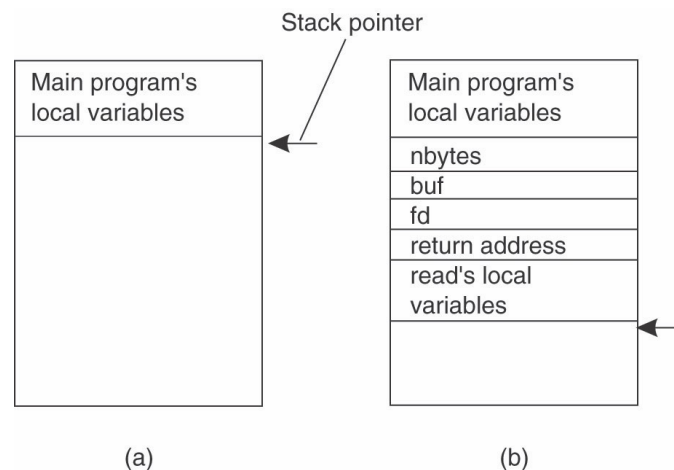 Stack pointer
Main program's
local variables
Main program's
local variables
nbytes
buf
fd
return address
read's local
variables
(a)
(b)